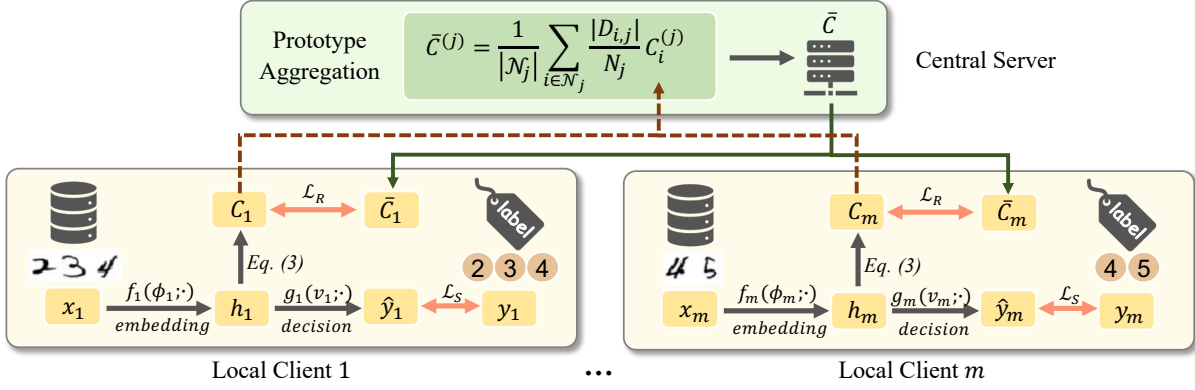 Prototype
Aggregation
C̄^(j) = 1/|𝒩_j| ∑_{i∈𝒩_j} |D_{i,j}|/N_j C_i^(j)
C̄
Central Server
C_1
ℒ_R
C̄_1
label
Eq. (3)
2 3 4
2 3 4
x_1
f_1(ϕ_1;·)
embedding
h_1
g_1(v_1;·)
decision
ŷ_1
ℒ_S
y_1
Local Client 1
...
C_m
ℒ_R
C̄_m
label
Eq. (3)
4 5
4 5
x_m
f_m(ϕ_m;·)
embedding
h_m
g_m(v_m;·)
decision
ŷ_m
ℒ_S
y_m
Local Client m